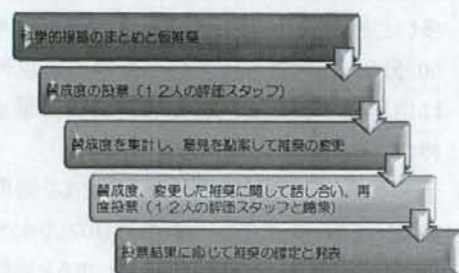 科学的根拠のまとめと仮推奨
賛成度の投票（１２人の評価スタッフ）
賛成度を集計し、意見を勘案して推奨の変更
賛成度、変更した推奨に関して話し合い、再
度投票（１２人の評価スタッフと
投票結果に応じて推奨の確定と発表